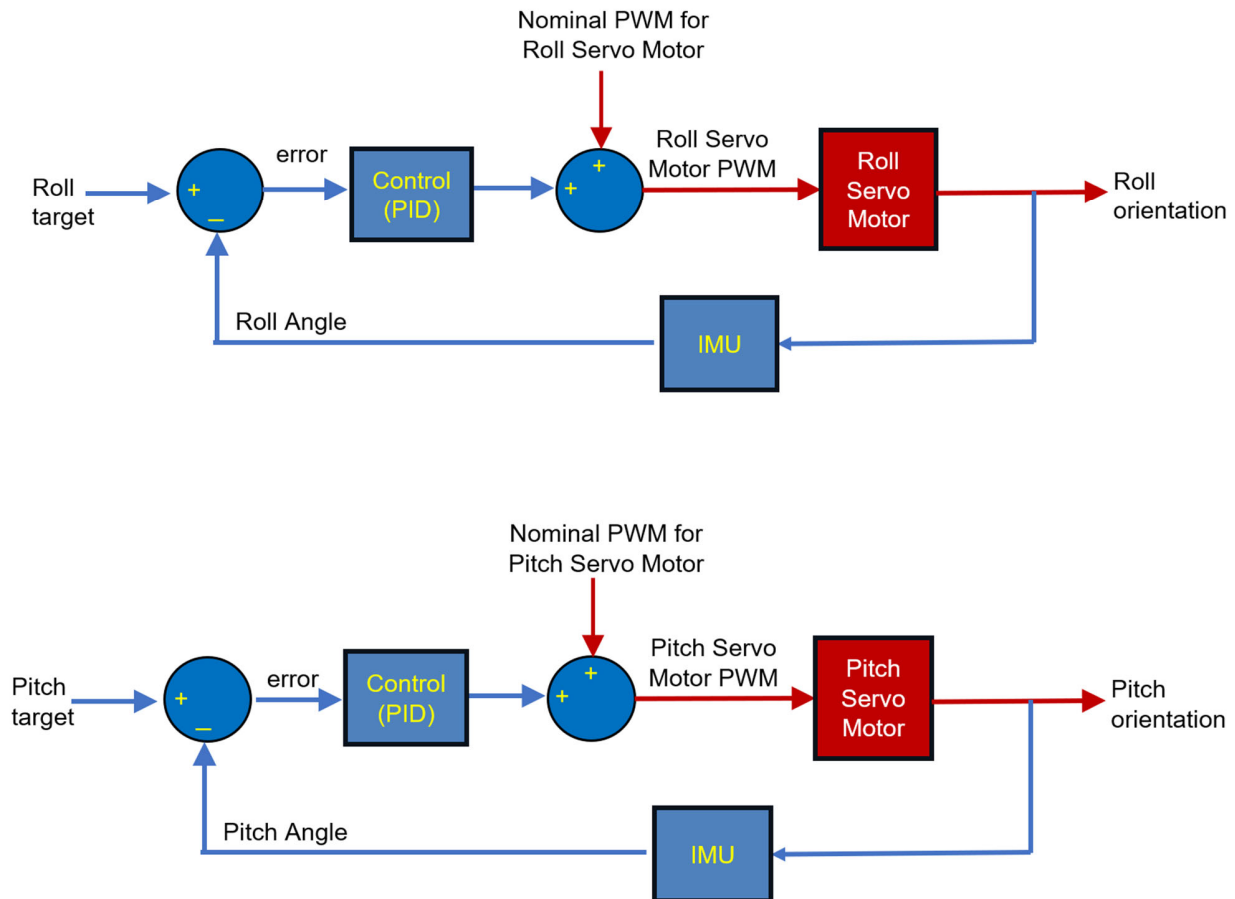 Nominal PWM for
Roll Servo Motor
Roll
target
+
_
error
Control
(PID)
+
+
Roll Servo
Motor PWM
Roll
Servo
Motor
Roll
orientation
Roll Angle
IMU
Nominal PWM for
Pitch Servo Motor
Pitch
target
+
_
error
Control
(PID)
+
+
Pitch Servo
Motor PWM
Pitch
Servo
Motor
Pitch
orientation
Pitch Angle
IMU